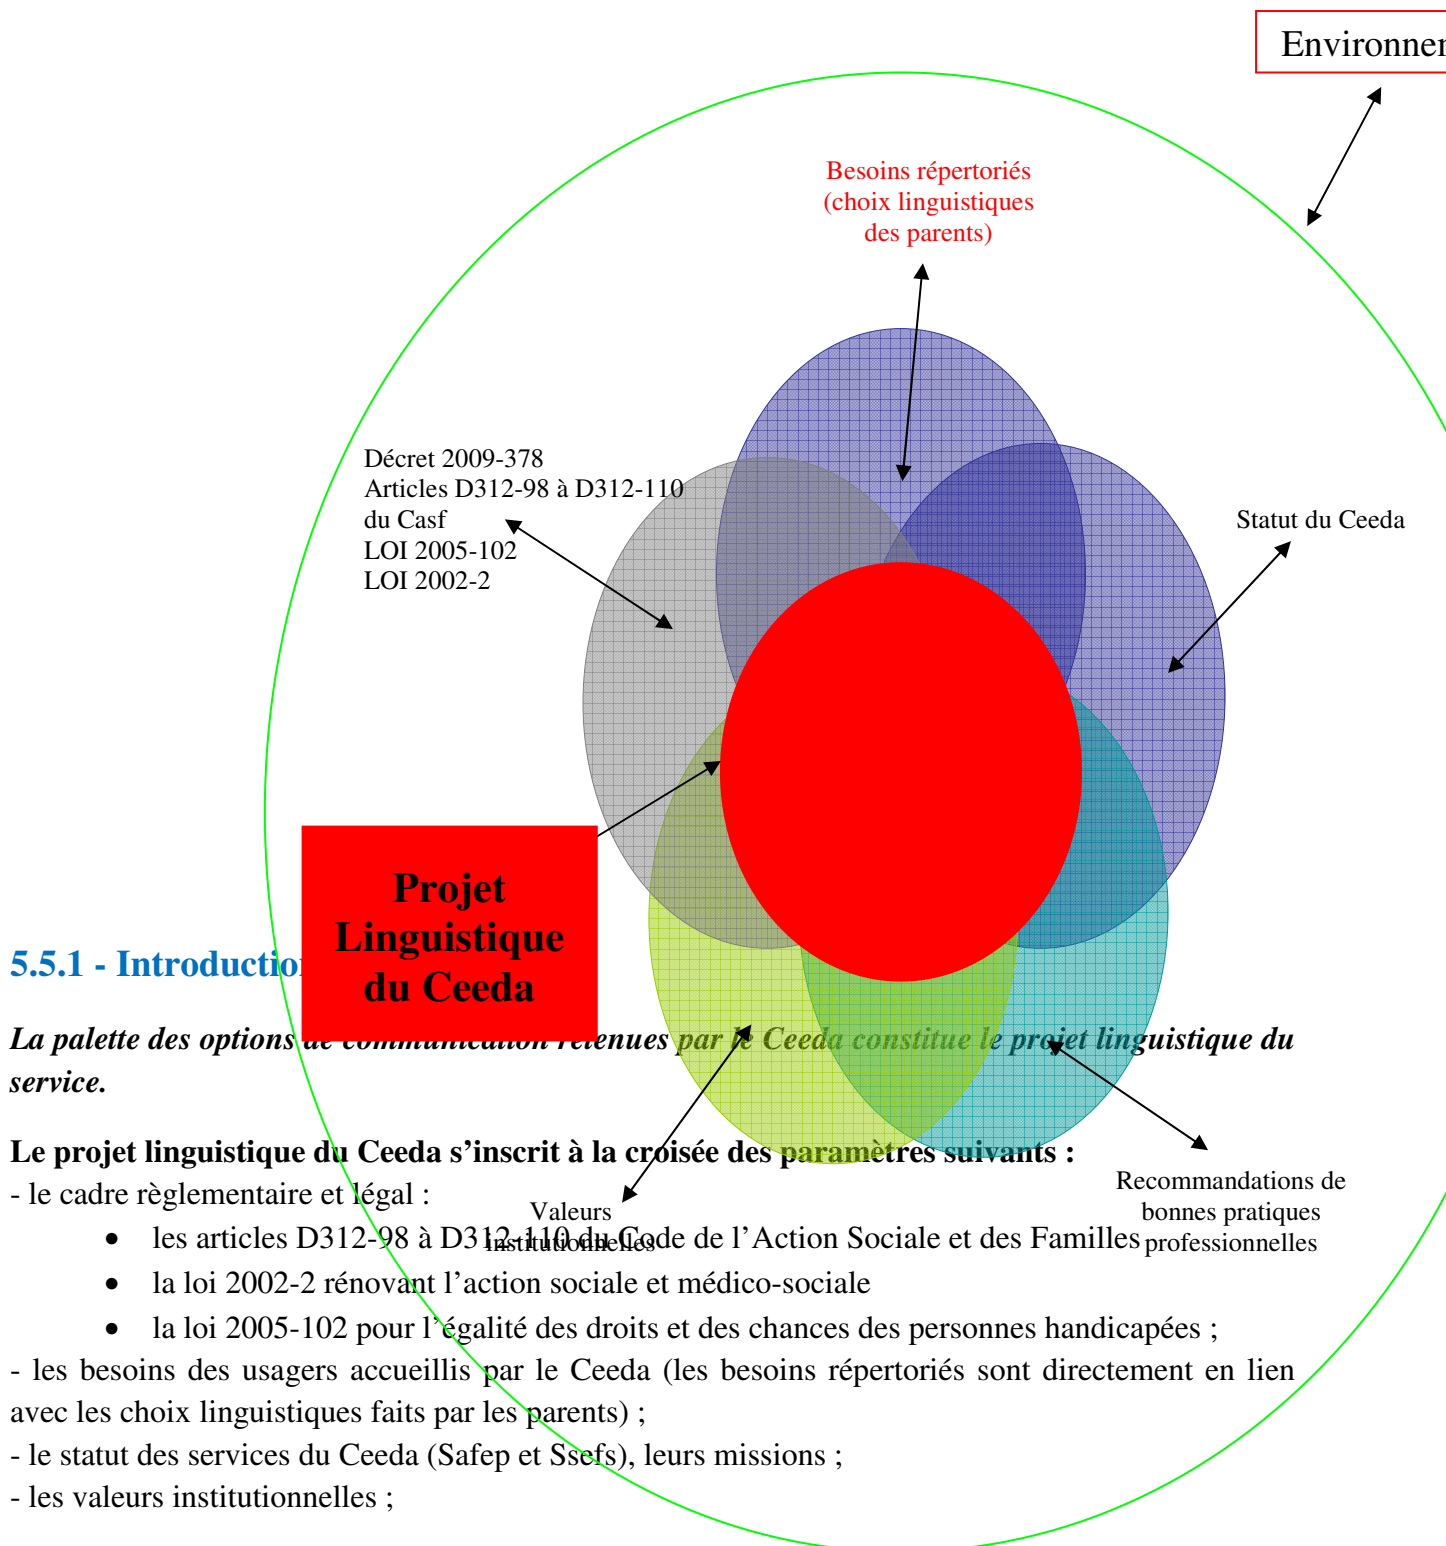 Environnem
Besoins répertoriés
(choix linguistiques
des parents)
Décret 2009-378
Articles D312-98 à D312-110
du Casf
LOI 2005-102
LOI 2002-2
Statut du Ceeda
Projet
Linguistique
du Ceeda
5.5.1 - Introduction
La palette des options de communication retenues par le Ceeda constitue le projet linguistique du
service.
Le projet linguistique du Ceeda s’inscrit à la croisée des paramètres suivants :
- le cadre règlementaire et légal :
Valeurs
institutionnelles
Recommandations de
bonnes pratiques
professionnelles
• les articles D312-98 à D312-110 du Code de l’Action Sociale et des Familles
• la loi 2002-2 rénovant l’action sociale et médico-sociale
• la loi 2005-102 pour l’égalité des droits et des chances des personnes handicapées ;
- les besoins des usagers accueillis par le Ceeda (les besoins répertoriés sont directement en lien
avec les choix linguistiques faits par les parents) ;
- le statut des services du Ceeda (Safep et Ssefs), leurs missions ;
- les valeurs institutionnelles ;